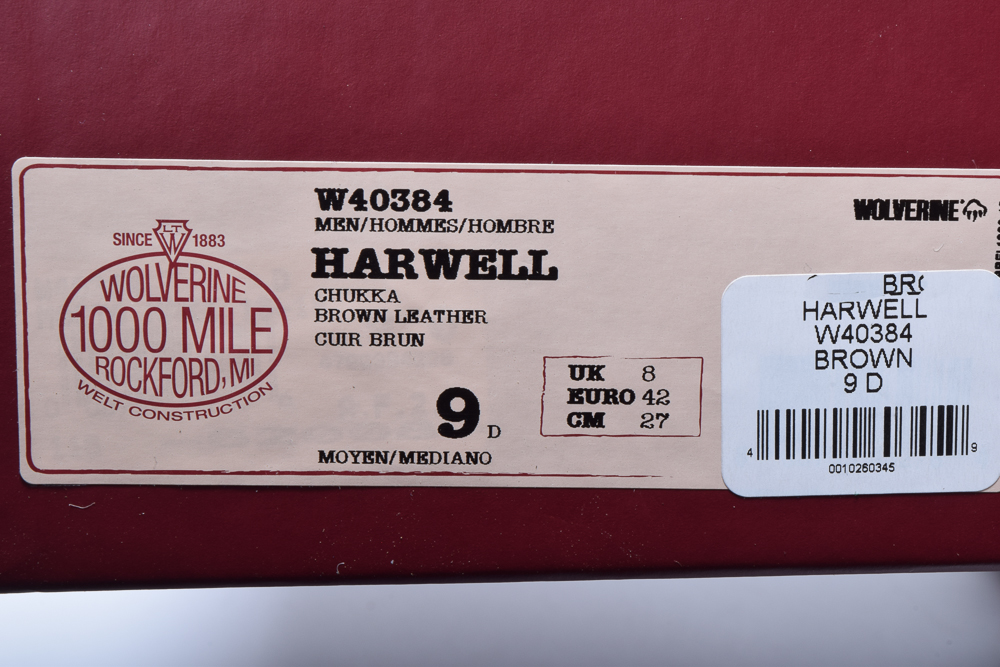 LT
W
SINCE 1883
WOLVERINE
1000 MILE
ROCKFORD, MI
WELT CONSTRUCTION
W40384
MEN/HOMMES/HOMBRE
HARWELL
CHUKKA
BROWN LEATHER
CUIR BRUN
9 D
MOYEN/MEDIANO
UK 8
EURO 42
CM 27
WOLVERINE
HARWELL
W40384
BROWN
9 D
4 9
0010260345